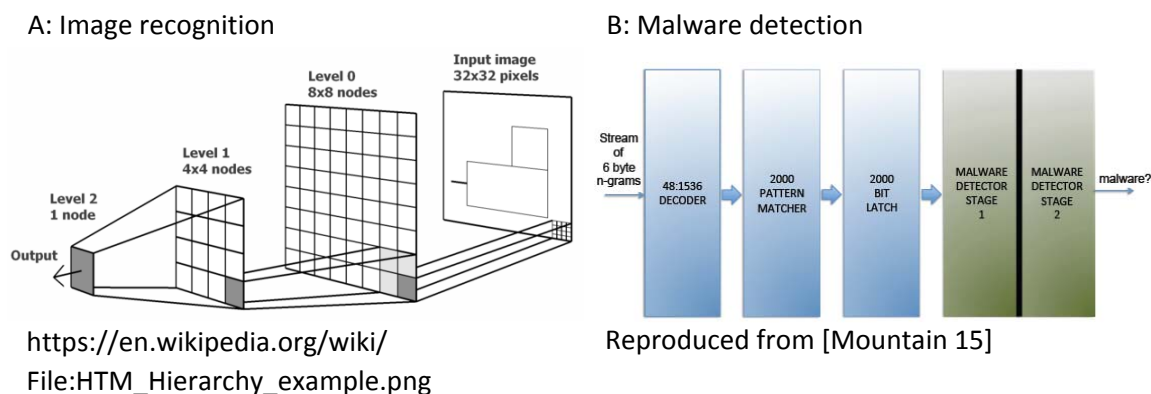 A: Image recognition
Input image
32x32 pixels
Level 0
8x8 nodes
Level 1
4x4 nodes
Level 2
1 node
Output
https://en.wikipedia.org/wiki/
File:HTM_Hierarchy_example.png
B: Malware detection
Stream
of
6 byte
n-grams
48:1536
DECODER
2000
PATTERN
MATCHER
2000
BIT
LATCH
MALWARE
DETECTOR
STAGE
1
MALWARE
DETECTOR
STAGE
2
malware?
Reproduced from [Mountain 15]